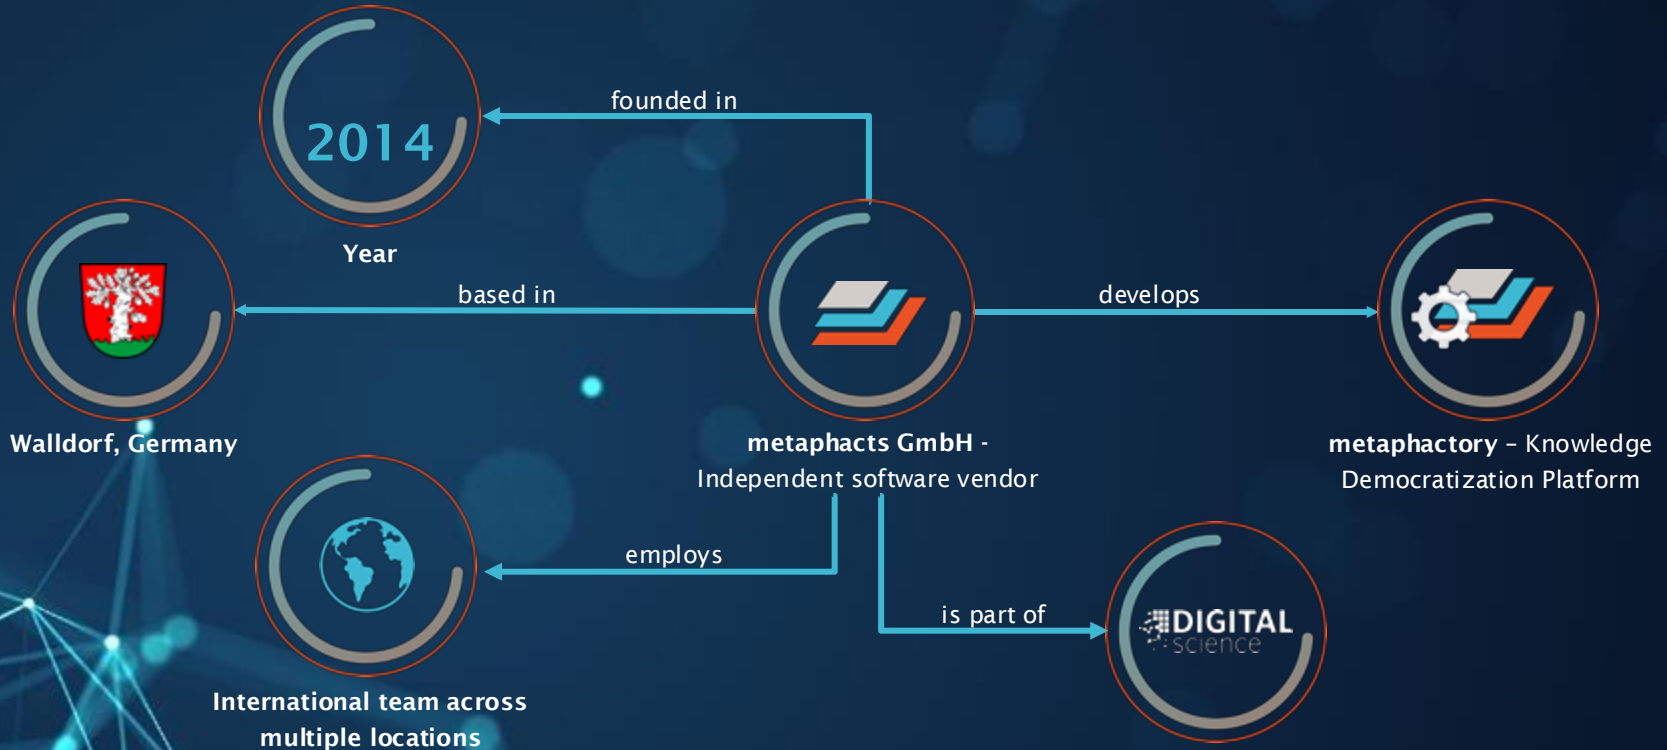 founded in
2014
Year
based in
develops
Walldorf, Germany
metaphacts GmbH -
Independent software vendor
metaphactory – Knowledge
Democratization Platform
employs
is part of
DIGITAL
science
International team across
multiple locations